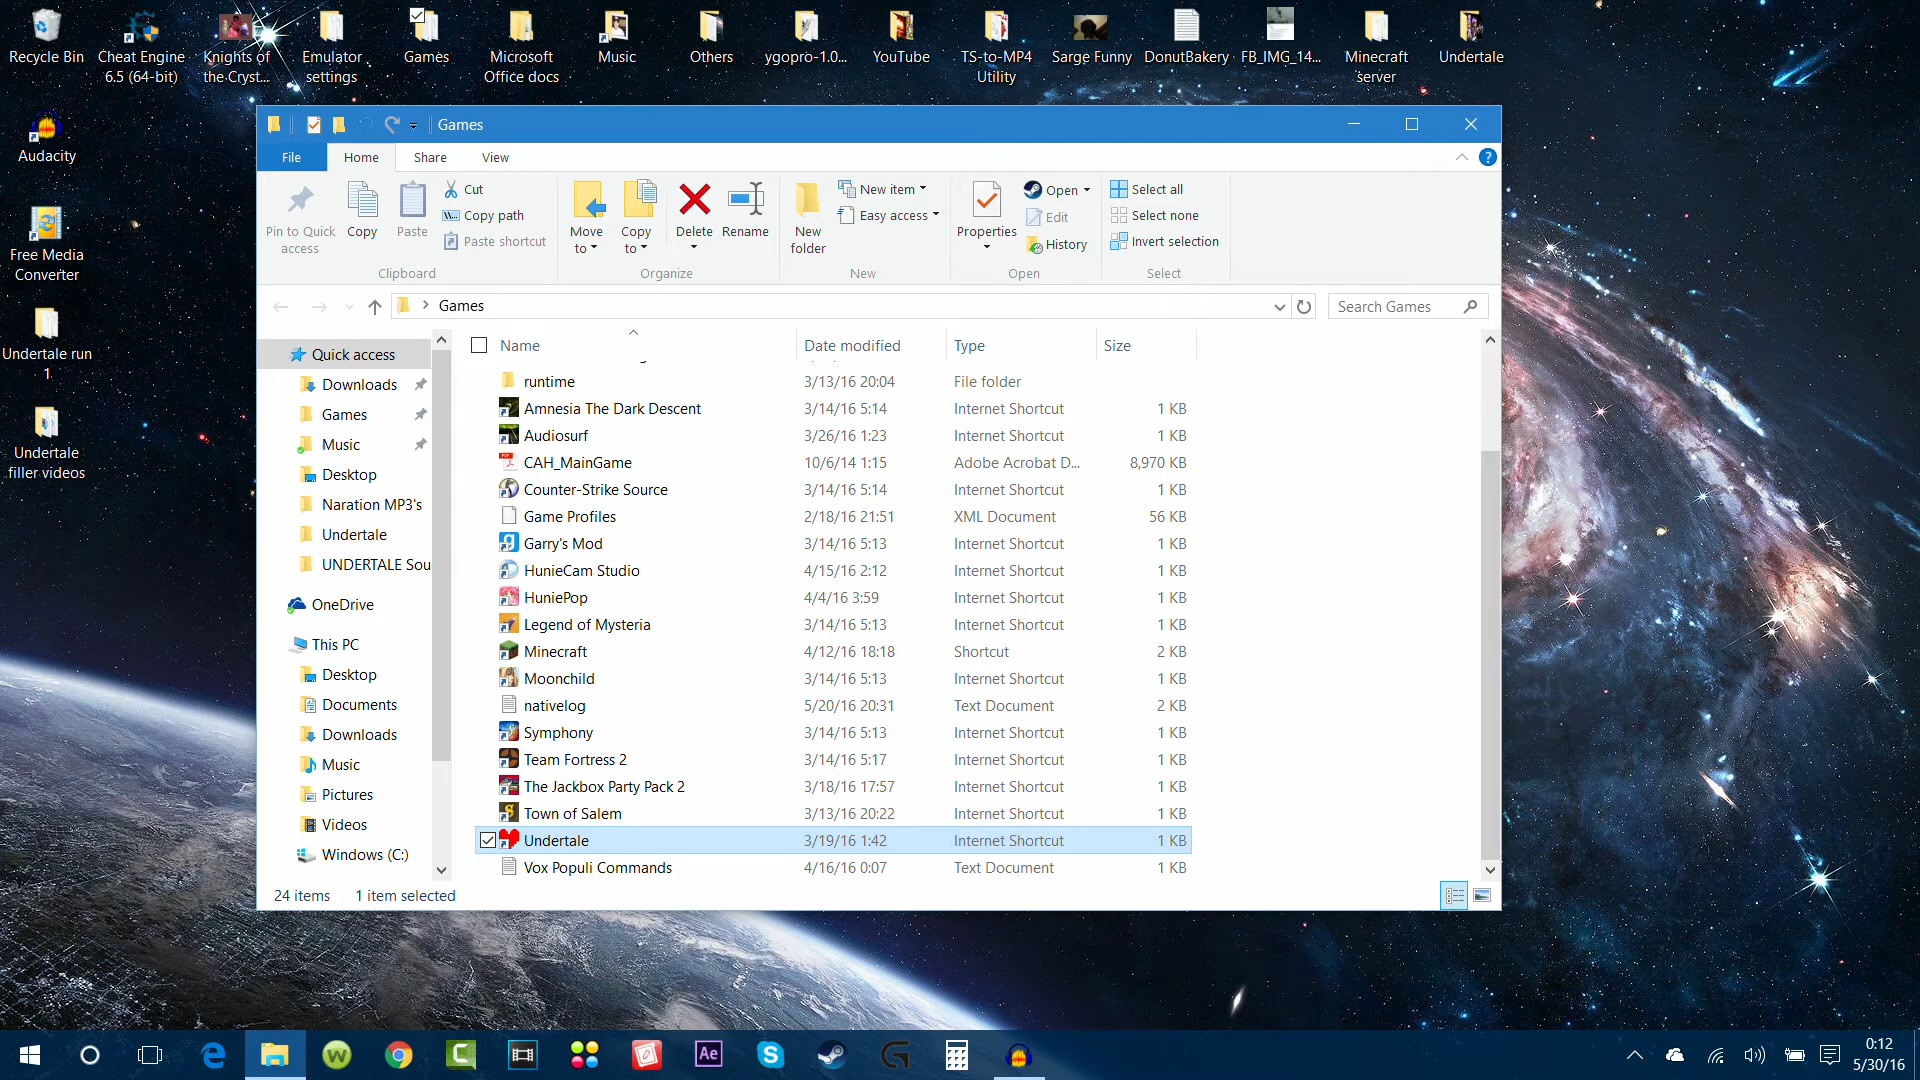 Recycle Bin
Cheat Engine
6.5 (64-bit)
Knights of
the Cryst...
Emulator
settings
Games
Microsoft
Office docs
Music
Others
ygopro-1.0...
YouTube
TS-to-MP4
Utility
Sarge Funny
DonutBakery
FB_IMG_14...
Minecraft
server
Undertale
Audacity
Free Media
Converter
Undertale run
1
Undertale
filler videos
Games
File
Home
Share
View
Pin to Quick
access
Copy
Paste
Cut
Copy path
Paste shortcut
Clipboard
Move
to
Copy
to
Delete
Rename
Organize
New
folder
New item
Easy access
New
Properties
Open
Edit
History
Open
Select all
Select none
Invert selection
Select
Games
Search Games
Quick access
Downloads
Games
Music
Desktop
Naration MP3's
Undertale
UNDERTALE Sou
OneDrive
This PC
Desktop
Documents
Downloads
Music
Pictures
Videos
Windows (C:)
Name Date modified Type Size
runtime 3/13/16 20:04 File folder
Amnesia The Dark Descent 3/14/16 5:14 Internet Shortcut 1 KB
Audiosurf 3/26/16 1:23 Internet Shortcut 1 KB
CAH_MainGame 10/6/14 1:15 Adobe Acrobat D... 8,970 KB
Counter-Strike Source 3/14/16 5:14 Internet Shortcut 1 KB
Game Profiles 2/18/16 21:51 XML Document 56 KB
Garry's Mod 3/14/16 5:13 Internet Shortcut 1 KB
HunieCam Studio 4/15/16 2:12 Internet Shortcut 1 KB
HuniePop 4/4/16 3:59 Internet Shortcut 1 KB
Legend of Mysteria 3/14/16 5:13 Internet Shortcut 1 KB
Minecraft 4/12/16 18:18 Shortcut 2 KB
Moonchild 3/14/16 5:13 Internet Shortcut 1 KB
nativelog 5/20/16 20:31 Text Document 2 KB
Symphony 3/14/16 5:13 Internet Shortcut 1 KB
Team Fortress 2 3/14/16 5:17 Internet Shortcut 1 KB
The Jackbox Party Pack 2 3/18/16 17:57 Internet Shortcut 1 KB
Town of Salem 3/13/16 20:22 Internet Shortcut 1 KB
Undertale 3/19/16 1:42 Internet Shortcut 1 KB
Vox Populi Commands 4/16/16 0:07 Text Document 1 KB
24 items 1 item selected
Ae
0:12
5/30/16